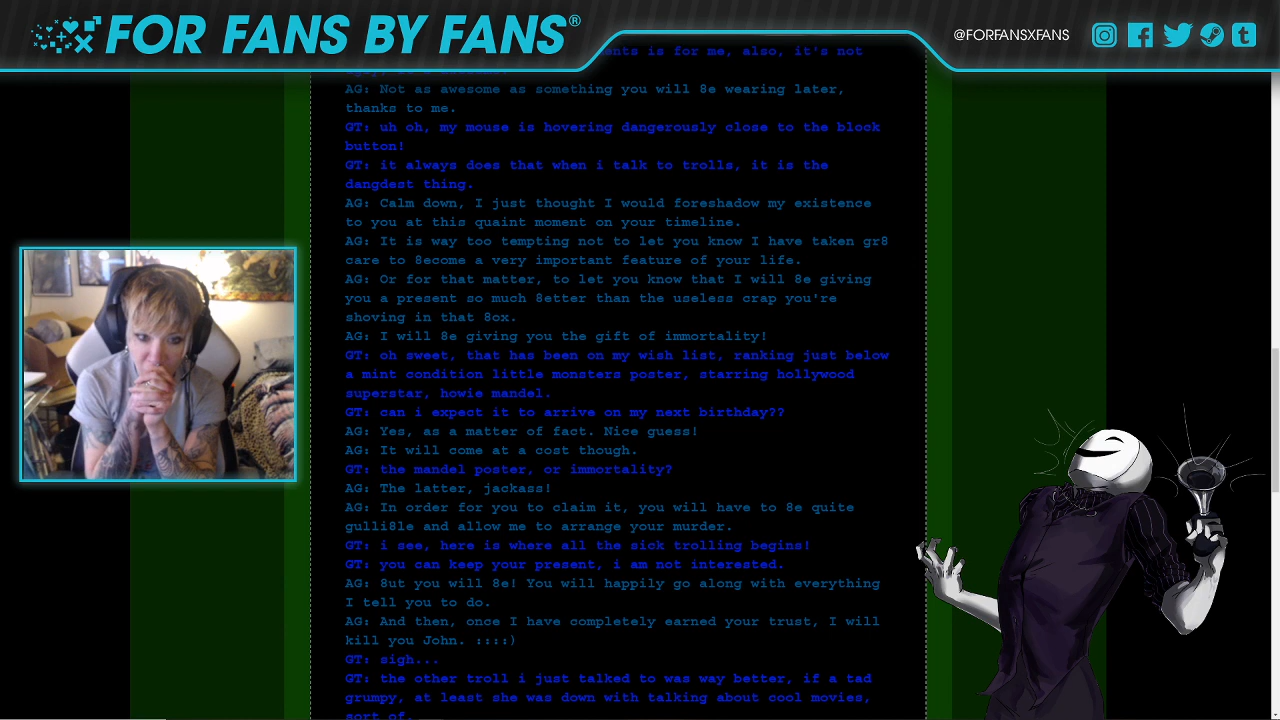 FOR FANS BY FANS®
@FORFANSXFANS
ents is for me, also, it's not
AG: Not as awesome as something you will 8e wearing later,
thanks to me.
GT: uh oh, my mouse is hovering dangerously close to the block
button!
GT: it always does that when i talk to trolls, it is the
dangdest thing.
AG: Calm down, I just thought I would foreshadow my existence
to you at this quaint moment on your timeline.
AG: It is way too tempting not to let you know I have taken gr8
care to 8ecome a very important feature of your life.
AG: Or for that matter, to let you know that I will 8e giving
you a present so much 8etter than the useless crap you're
shoving in that 8ox.
AG: I will 8e giving you the gift of immortality!
GT: oh sweet, that has been on my wish list, ranking just below
a mint condition little monsters poster, starring hollywood
superstar, howie mandel.
GT: can i expect it to arrive on my next birthday??
AG: Yes, as a matter of fact. Nice guess!
AG: It will come at a cost though.
GT: the mandel poster, or immortality?
AG: The latter, jackass!
AG: In order for you to claim it, you will have to 8e quite
gulli8le and allow me to arrange your murder.
GT: i see, here is where all the sick trolling begins!
GT: you can keep your present, i am not interested.
AG: 8ut you will 8e! You will happily go along with everything
I tell you to do.
AG: And then, once I have completely earned your trust, I will
kill you John. ::::)
GT: sigh...
GT: the other troll i just talked to was way better, if a tad
grumpy, at least she was down with talking about cool movies,
sort of.